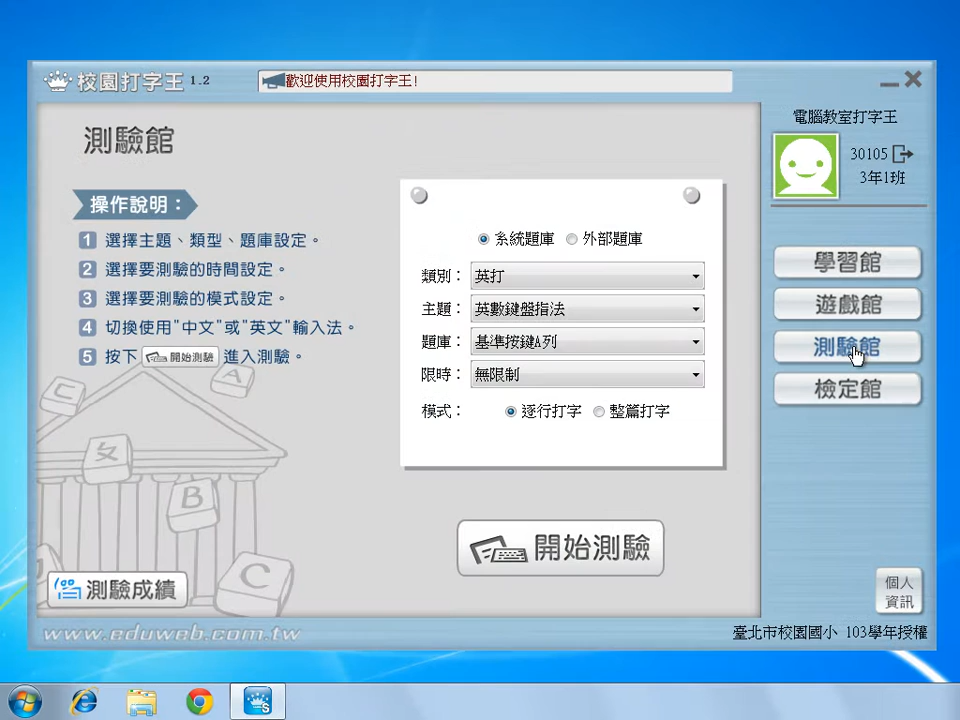 校園打字王 1.2
歡迎使用校園打字王!
測驗館
操作說明：
1 選擇主題、類型、題庫設定。
2 選擇要測驗的時間設定。
3 選擇要測驗的模式設定。
4 切換使用"中文"或"英文"輸入法。
5 按下 開始測驗 進入測驗。
系統題庫 外部題庫
類別： 英打
主題： 英數鍵盤指法
題庫： 基準按鍵A列
限時： 無限制
模式： 逐行打字 整篇打字
開始測驗
測驗成績
A
ㄆ
B
C
C
www.eduweb.com.tw
電腦教室打字王
30105
3年1班
學習館
遊戲館
測驗館
檢定館
個人
資訊
臺北市校園國小 103學年授權
S